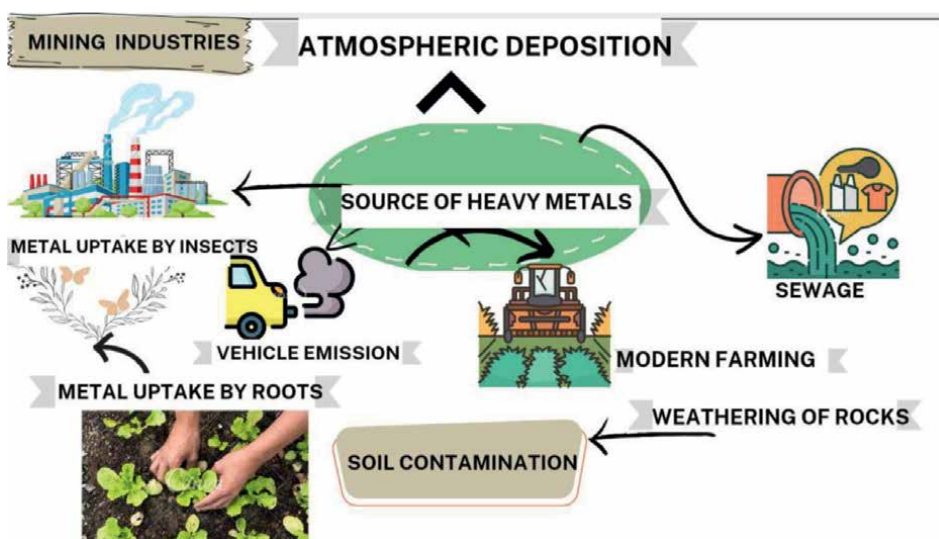 MINING INDUSTRIES
ATMOSPHERIC DEPOSITION
SOURCE OF HEAVY METALS
METAL UPTAKE BY INSECTS
SEWAGE
VEHICLE EMISSION
MODERN FARMING
METAL UPTAKE BY ROOTS
WEATHERING OF ROCKS
SOIL CONTAMINATION